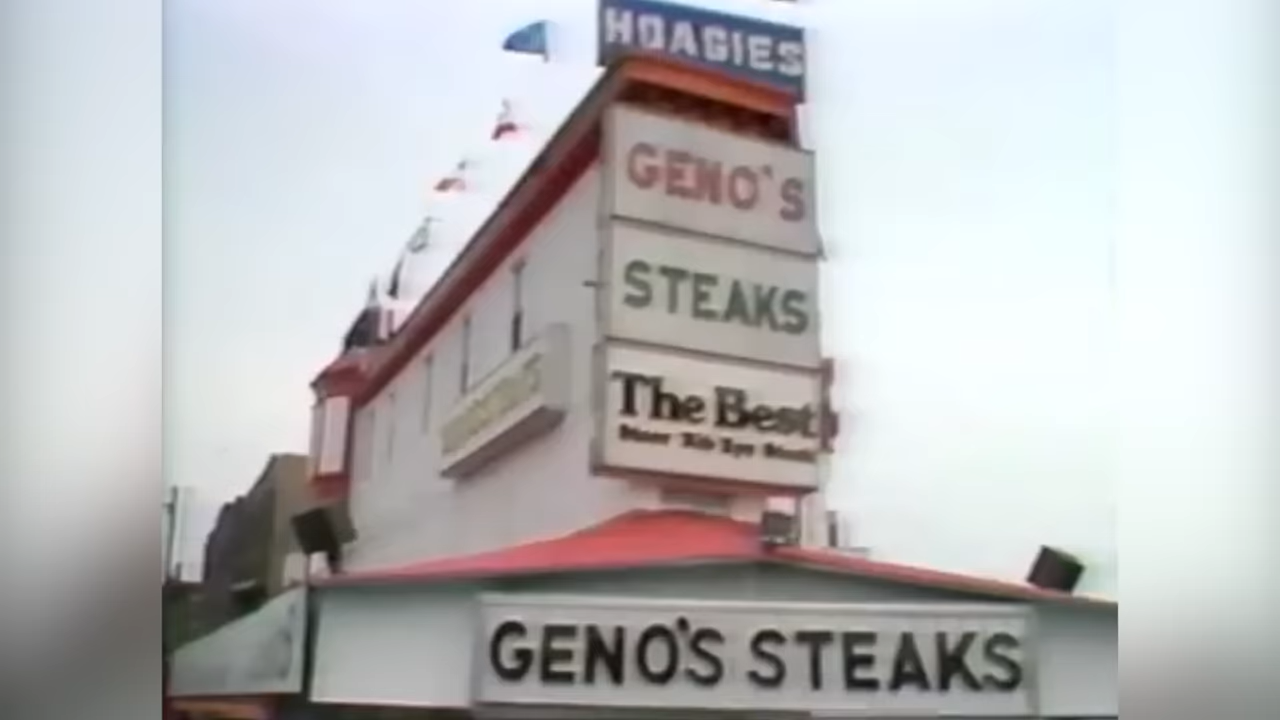 HOAGIES
GENO'S
STEAKS
The Best
GENO'S STEAKS